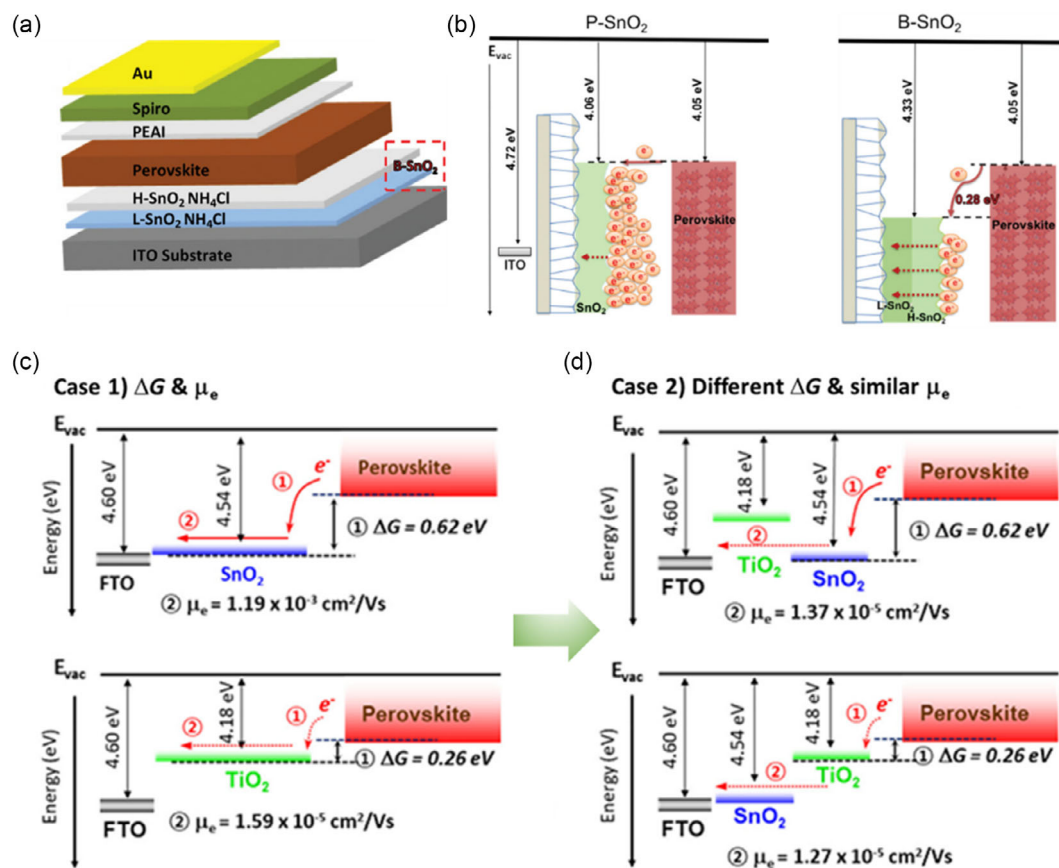 (a)
Au
Spiro
PEAI
Perovskite
B-SnO₂
H-SnO₂ NH₄Cl
L-SnO₂ NH₄Cl
ITO Substrate
(b)
P-SnO₂
Evac
4.72 eV
4.06 eV
4.05 eV
e
Perovskite
ITO
SnO₂
B-SnO₂
4.33 eV
4.05 eV
e
0.28 eV
Perovskite
L-SnO₂
H-SnO₂
(c)
Case 1) ΔG & μe
Evac
Energy (eV)
4.60 eV
4.54 eV
① e-
②
Perovskite
① ΔG = 0.62 eV
FTO
SnO₂
② μe = 1.19 x 10⁻³ cm²/Vs
Evac
Energy (eV)
4.60 eV
4.18 eV
① e-
②
Perovskite
① ΔG = 0.26 eV
TiO₂
FTO
② μe = 1.59 x 10⁻⁵ cm²/Vs
(d)
Case 2) Different ΔG & similar μe
Evac
Energy (eV)
4.60 eV
4.18 eV
4.54 eV
① e-
②
Perovskite
① ΔG = 0.62 eV
FTO
TiO₂
SnO₂
② μe = 1.37 x 10⁻⁵ cm²/Vs
Evac
Energy (eV)
4.60 eV
4.54 eV
4.18 eV
① e-
②
Perovskite
① ΔG = 0.26 eV
TiO₂
FTO
SnO₂
② μe = 1.27 x 10⁻⁵ cm²/Vs